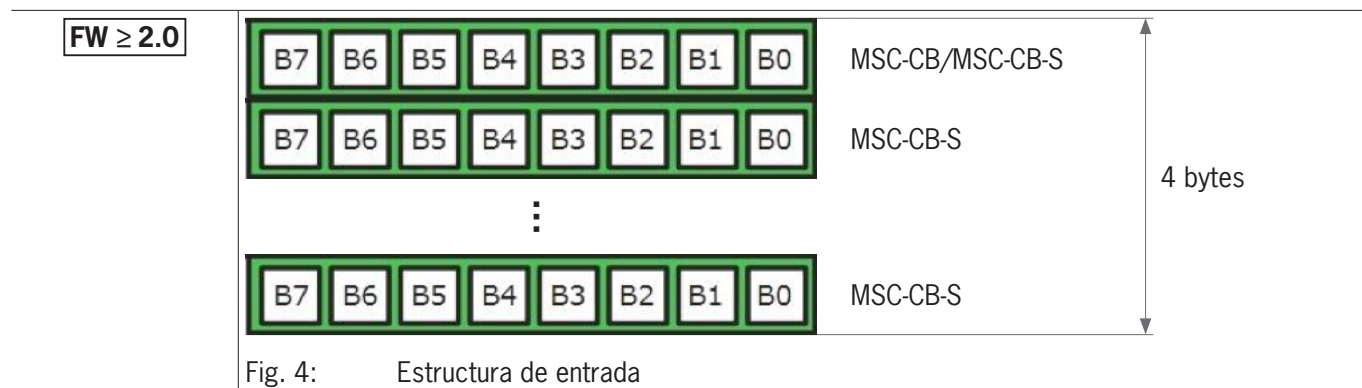 FW ≥ 2.0
B7 B6 B5 B4 B3 B2 B1 B0 MSC-CB/MSC-CB-S
B7 B6 B5 B4 B3 B2 B1 B0 MSC-CB-S
4 bytes
⋮
B7 B6 B5 B4 B3 B2 B1 B0 MSC-CB-S
Fig. 4: Estructura de entrada